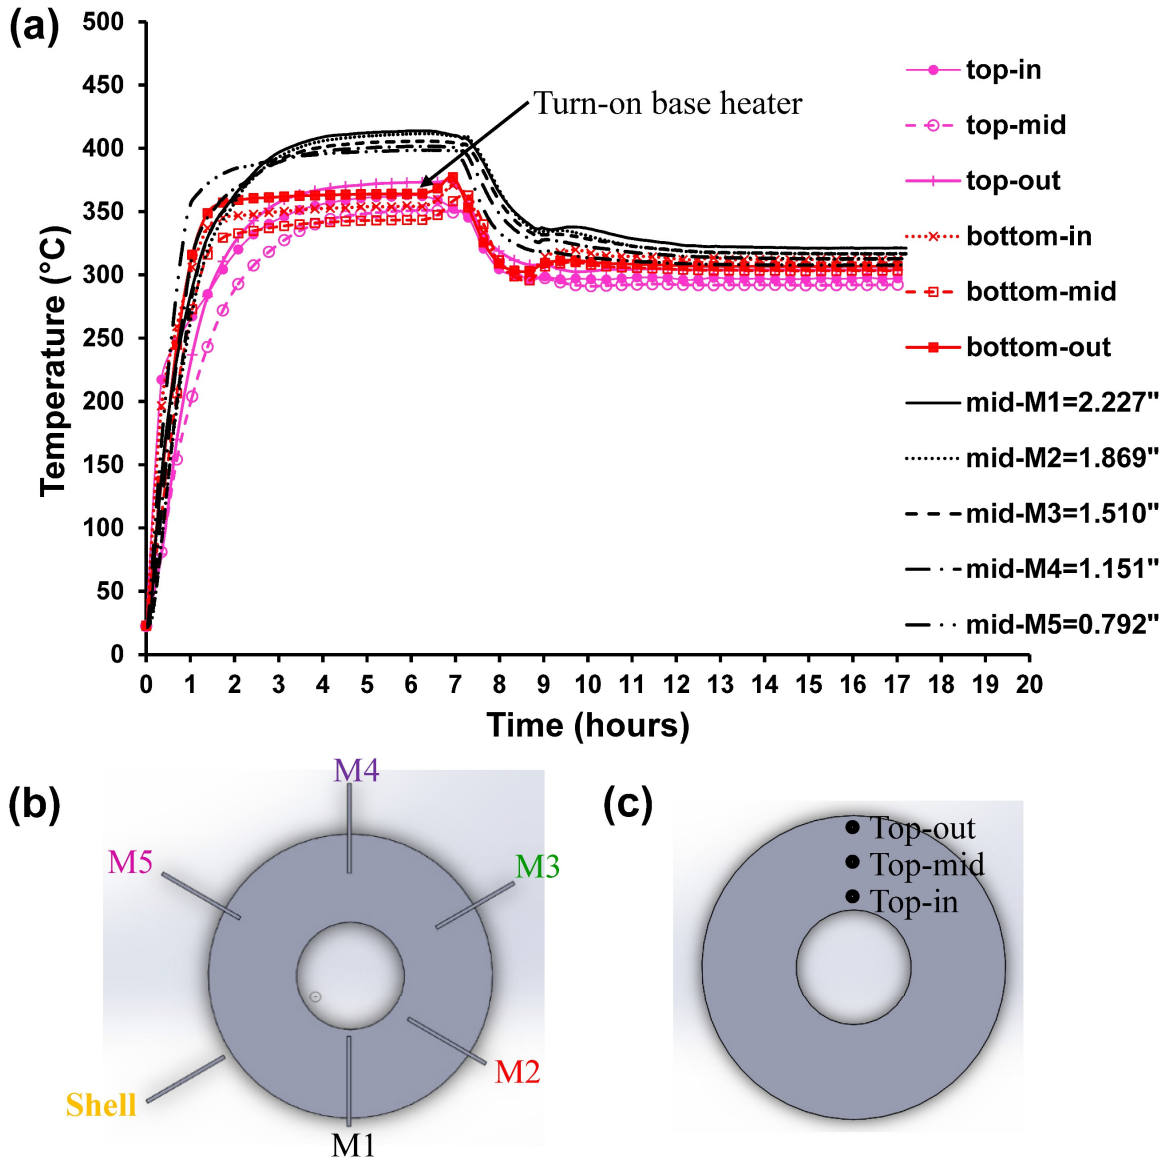 (a)
500
450
400
350
300
250
200
150
100
50
0
Temperature (°C)
0 1 2 3 4 5 6 7 8 9 10 11 12 13 14 15 16 17 18 19 20
Time (hours)
Turn-on base heater
top-in
top-mid
top-out
bottom-in
bottom-mid
bottom-out
mid-M1=2.227"
mid-M2=1.869"
mid-M3=1.510"
mid-M4=1.151"
mid-M5=0.792"
(b)
M4
M5
M3
M2
Shell
M1
(c)
Top-out
Top-mid
Top-in